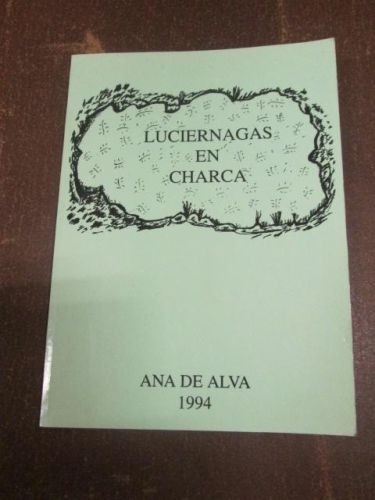 LUCIERNAGAS
EN
CHARCA
ANA DE ALVA
1994